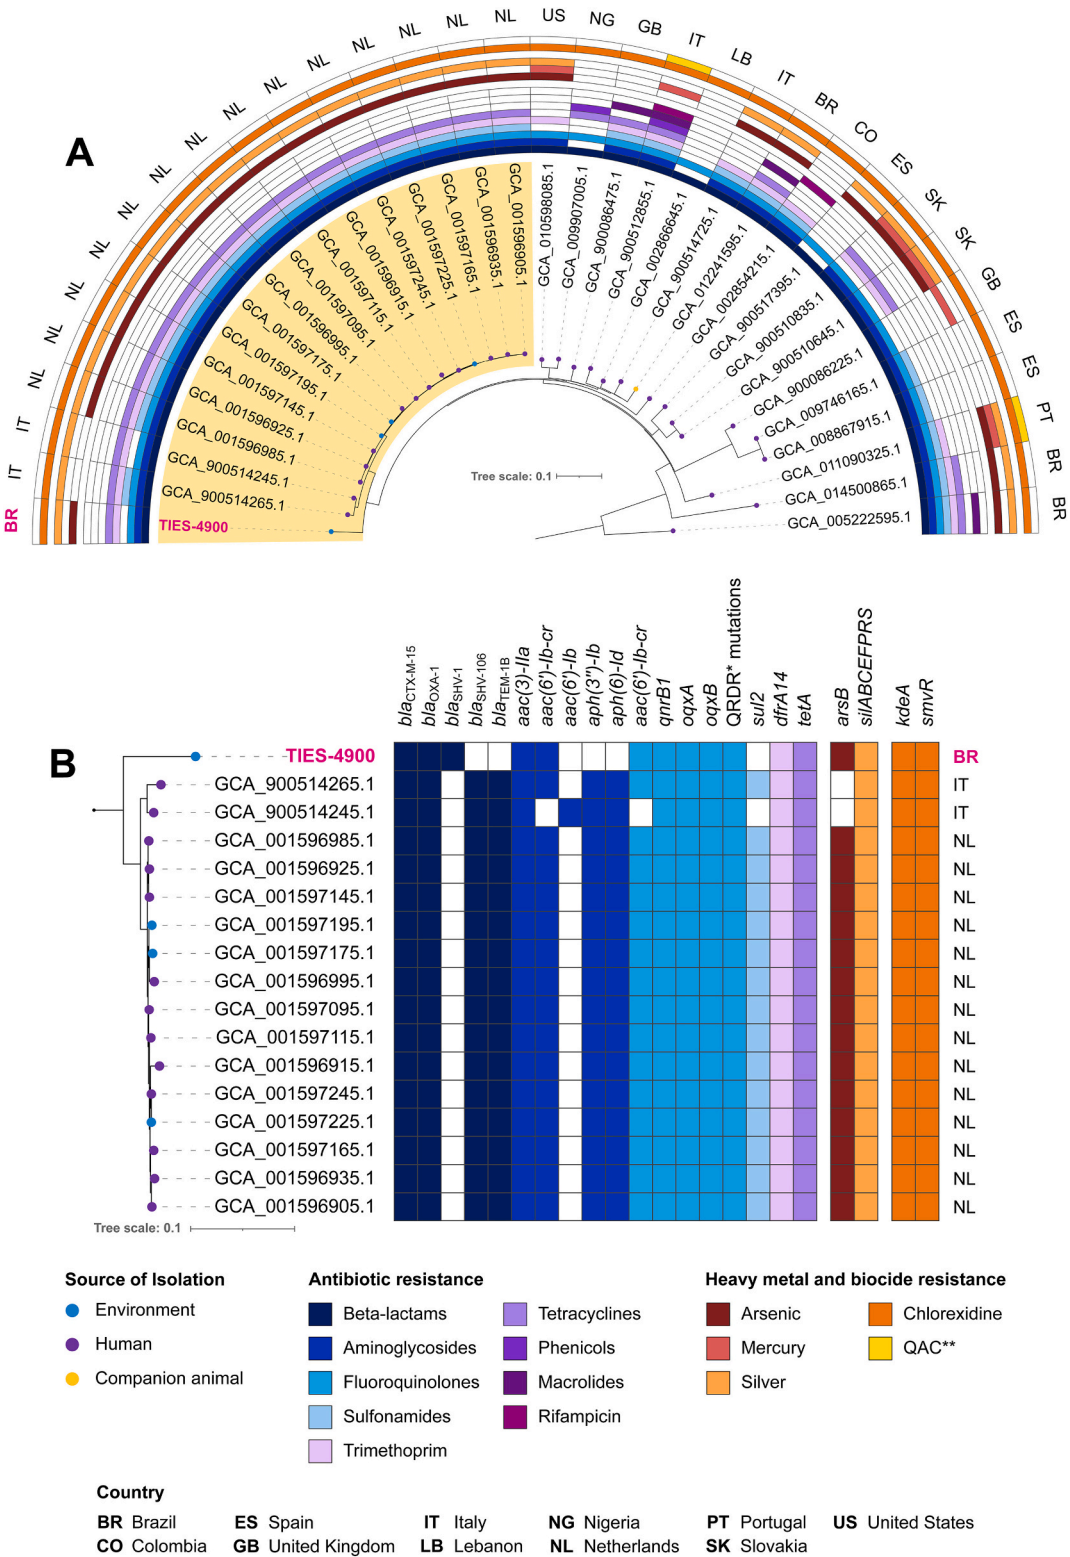 A
BR
IT
IT
NL
NL
NL
NL
NL
NL
NL
NL
NL
NL
NL
NL
NL
NL
US
NG
GB
IT
LB
IT
BR
CO
ES
SK
SK
GB
ES
ES
PT
BR
BR
TIES-4900
GCA_900514265.1
GCA_900514245.1
GCA_001596985.1
GCA_001596925.1
GCA_001597145.1
GCA_001597195.1
GCA_001597175.1
GCA_001596995.1
GCA_001597095.1
GCA_001597115.1
GCA_001596915.1
GCA_001597245.1
GCA_001597225.1
GCA_001597165.1
GCA_001596935.1
GCA_001596905.1
GCA_010598085.1
GCA_009907005.1
GCA_900086475.1
GCA_900512855.1
GCA_002866645.1
GCA_900514725.1
GCA_012241595.1
GCA_002854215.1
GCA_900517395.1
GCA_900510835.1
GCA_900510645.1
GCA_900086225.1
GCA_009746165.1
GCA_008867915.1
GCA_011090325.1
GCA_014500865.1
GCA_005222595.1
Tree scale: 0.1
B
blaCTX-M-15
blaOXA-1
blaSHV-1
blaSHV-106
blaTEM-1B
aac(3)-IIa
aac(6')-Ib-cr
aac(6')-Ib
aph(3")-Ib
aph(6)-Id
aac(6')-Ib-cr
qnrB1
oqxA
oqxB
QRDR* mutations
sul2
dfrA14
tetA
arsB
silABCEFPRS
kdeA
smvR
TIES-4900 BR
GCA_900514265.1 IT
GCA_900514245.1 IT
GCA_001596985.1 NL
GCA_001596925.1 NL
GCA_001597145.1 NL
GCA_001597195.1 NL
GCA_001597175.1 NL
GCA_001596995.1 NL
GCA_001597095.1 NL
GCA_001597115.1 NL
GCA_001596915.1 NL
GCA_001597245.1 NL
GCA_001597225.1 NL
GCA_001597165.1 NL
GCA_001596935.1 NL
GCA_001596905.1 NL
Tree scale: 0.1
Source of Isolation
Environment
Human
Companion animal
Antibiotic resistance
Beta-lactams
Aminoglycosides
Fluoroquinolones
Sulfonamides
Trimethoprim
Tetracyclines
Phenicols
Macrolides
Rifampicin
Heavy metal and biocide resistance
Arsenic
Mercury
Silver
Chlorexidine
QAC**
Country
BR Brazil ES Spain IT Italy NG Nigeria PT Portugal US United States
CO Colombia GB United Kingdom LB Lebanon NL Netherlands SK Slovakia